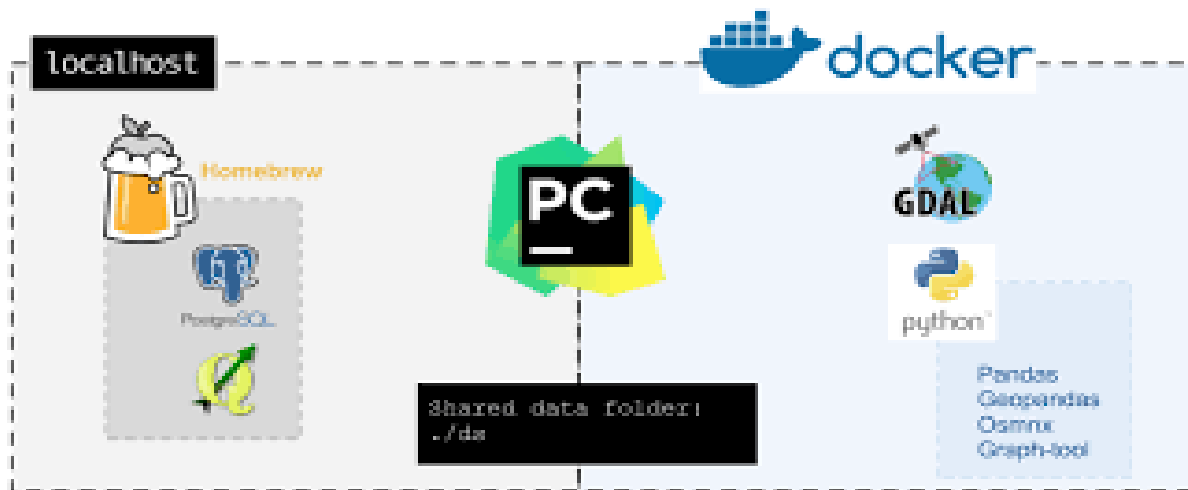 localhost
docker
Homebrew
PC
GDAL
PostgreSQL
python
Shared data folder:
./ds
Pandas
Geopandas
Osmnx
Graph-tool